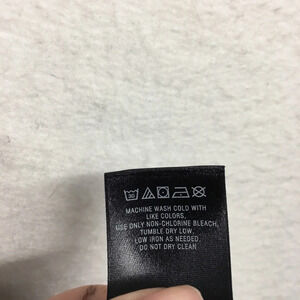 30
MACHINE WASH COLD WITH
LIKE COLORS,
USE ONLY NON-CHLORINE BLEACH,
TUMBLE DRY LOW,
LOW IRON AS NEEDED,
DO NOT DRY CLEAN